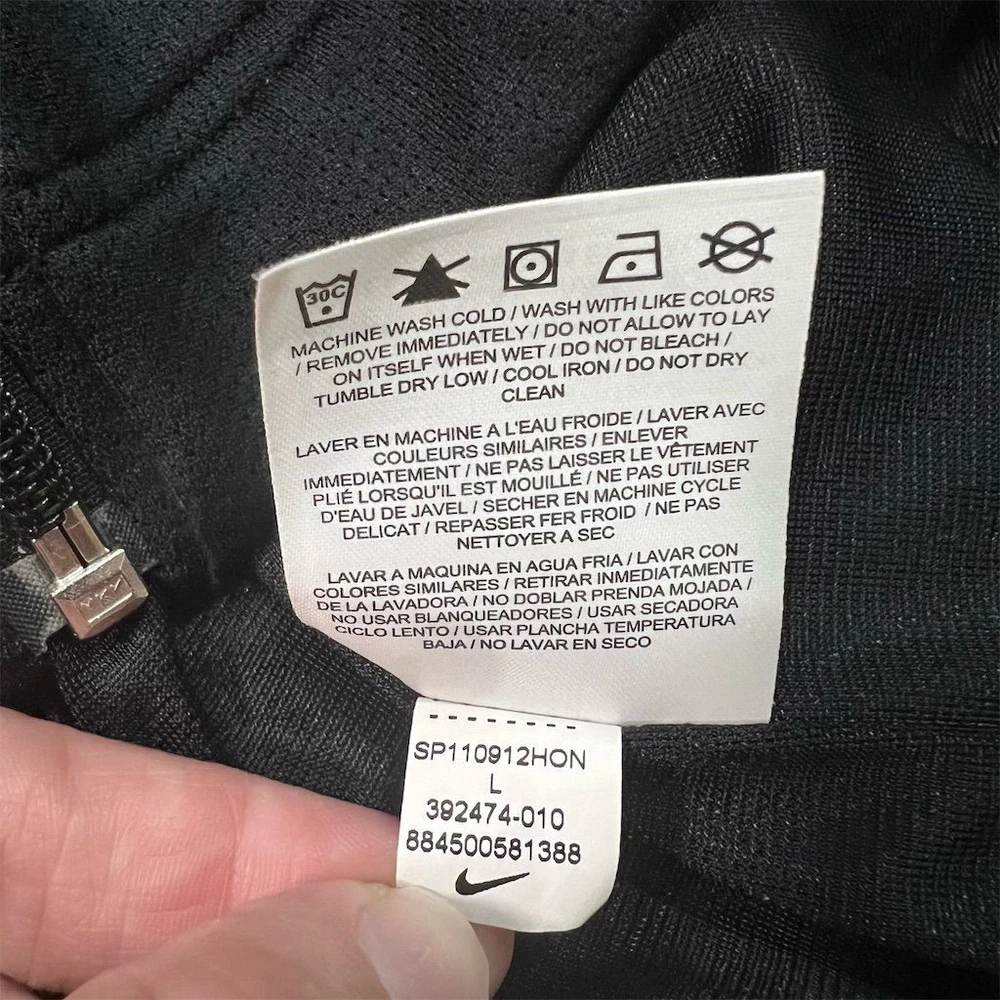 30C
MACHINE WASH COLD / WASH WITH LIKE COLORS
/ REMOVE IMMEDIATELY / DO NOT ALLOW TO LAY
ON ITSELF WHEN WET / DO NOT BLEACH /
TUMBLE DRY LOW / COOL IRON / DO NOT DRY
CLEAN
LAVER EN MACHINE A L'EAU FROIDE / LAVER AVEC
COULEURS SIMILAIRES / ENLEVER
IMMEDIATEMENT / NE PAS LAISSER LE VÊTEMENT
PLIÉ LORSQU'IL EST MOUILLÉ / NE PAS UTILISER
D'EAU DE JAVEL / SECHER EN MACHINE CYCLE
DELICAT / REPASSER FER FROID / NE PAS
NETTOYER A SEC
LAVAR A MAQUINA EN AGUA FRIA / LAVAR CON
COLORES SIMILARES / RETIRAR INMEDIATAMENTE
DE LA LAVADORA / NO DOBLAR PRENDA MOJADA /
NO USAR BLANQUEADORES / USAR SECADORA
CICLO LENTO / USAR PLANCHA TEMPERATURA
BAJA / NO LAVAR EN SECO
SP110912HON
L
392474-010
884500581388